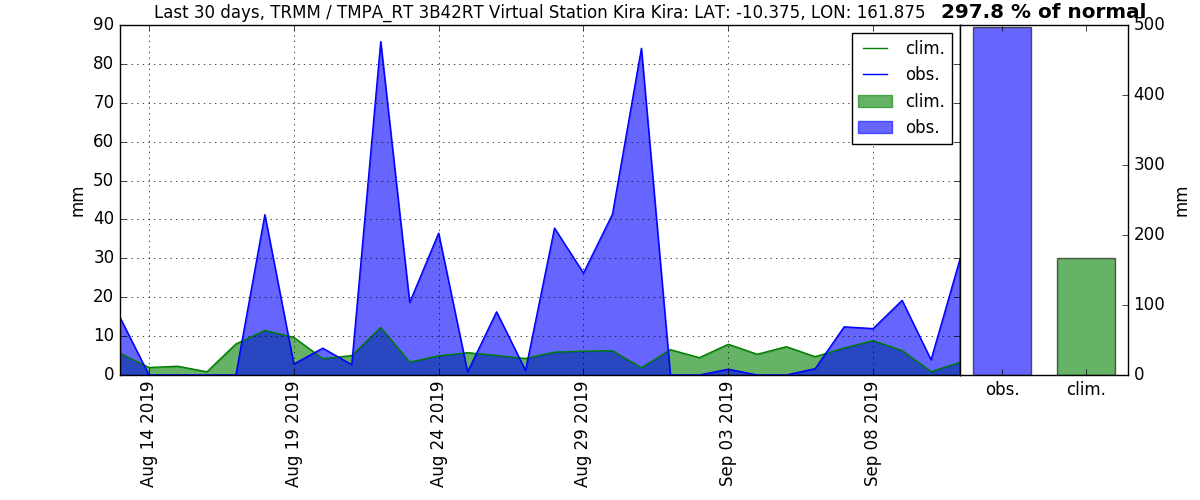 Last 30 days, TRMM / TMPA_RT 3B42RT Virtual Station Kira Kira: LAT: -10.375, LON: 161.875
297.8 % of normal
90
80
70
60
50
40
30
20
10
0
mm
clim.
obs.
clim.
obs.
500
400
300
200
100
0
mm
obs.
clim.
Aug 14 2019
Aug 19 2019
Aug 24 2019
Aug 29 2019
Sep 03 2019
Sep 08 2019